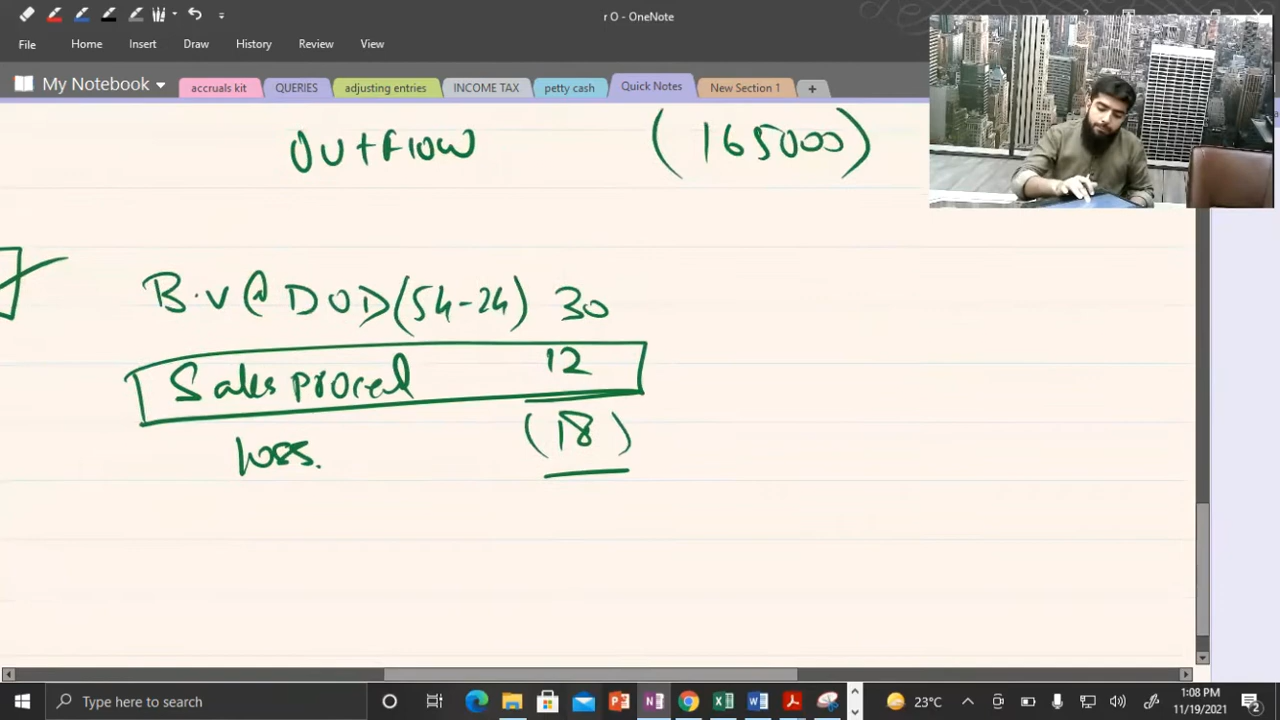 r O - OneNote
File Home Insert Draw History Review View
My Notebook accruals kit QUERIES adjusting entries INCOME TAX petty cash Quick Notes New Section 1
Outflow (165000)
B.V @ DOD (54-24) 30
Sales proced 12
loss. (18)
Type here to search
23°C
1:08 PM
11/19/2021
2